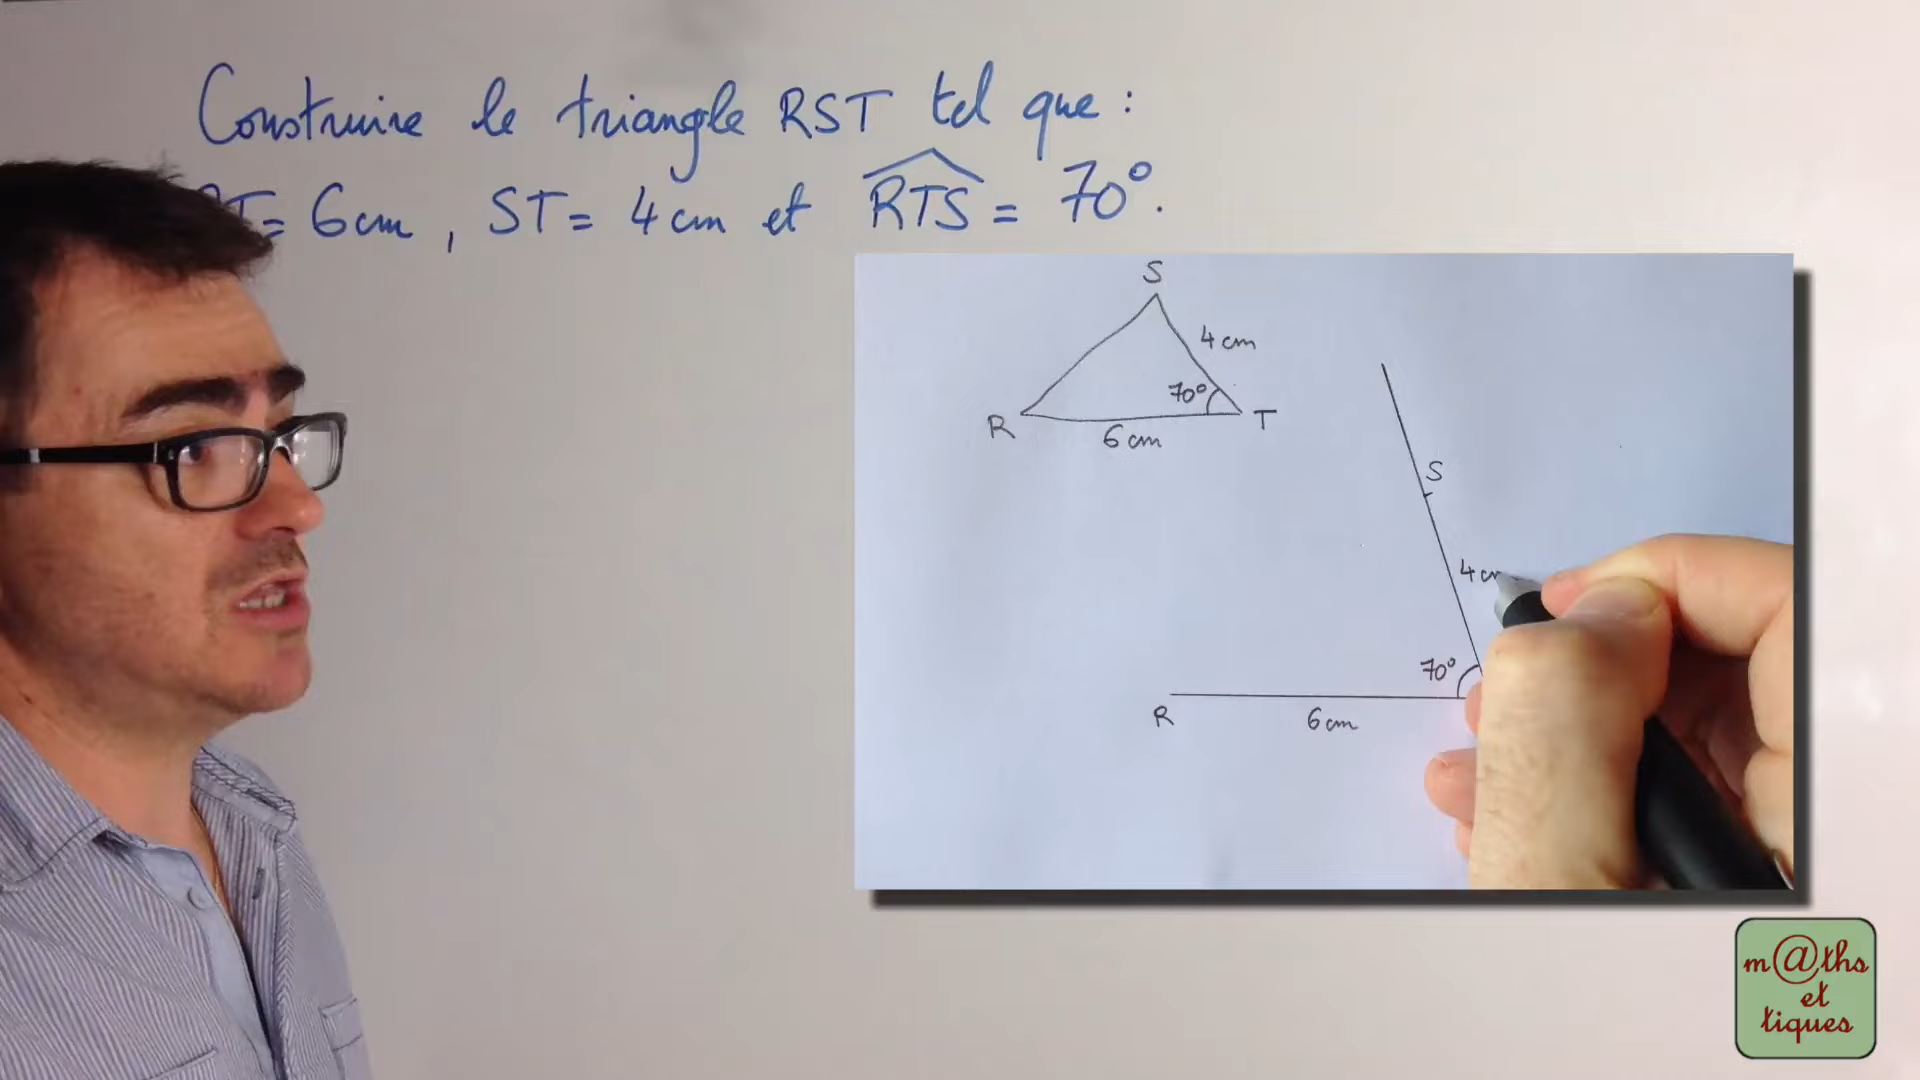 Construire le triangle RST tel que :
= 6cm , ST = 4 cm et RTS = 70°.
S
4 cm
70°
R
T
6 cm
S
4 c
70°
R
6 cm
m@ths
et
tiques